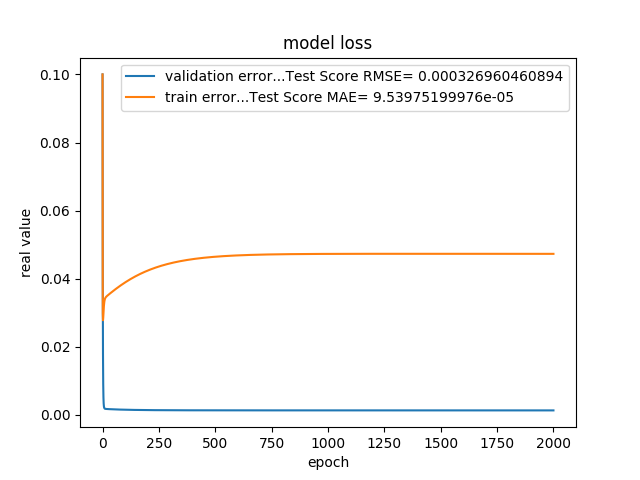 model loss
validation error...Test Score RMSE= 0.000326960460894
train error...Test Score MAE= 9.53975199976e-05
0.10
0.08
0.06
0.04
0.02
0.00
real value
0 250 500 750 1000 1250 1500 1750 2000
epoch